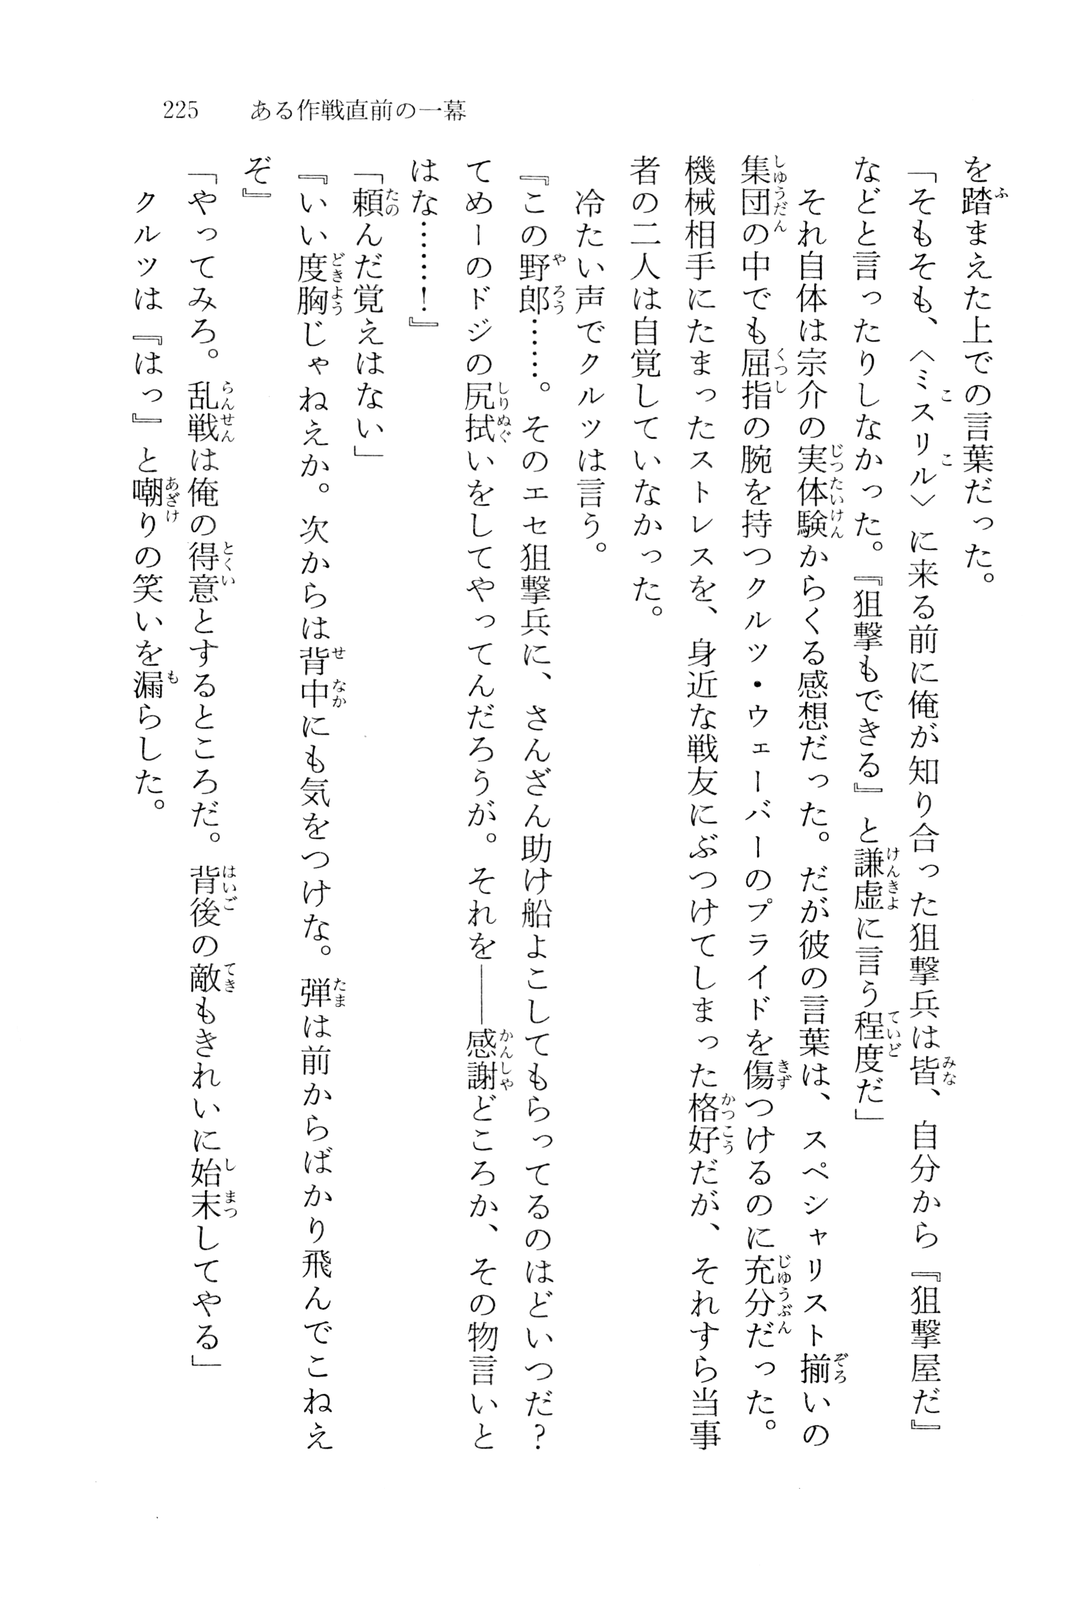 225　ある作戦直前の一幕
を踏まえた上での言葉だった。
「そもそも、〈ミスリル〉に来る前に俺が知り合った狙撃兵は皆、自分から『狙撃屋だ』
などと言ったりしなかった。『狙撃もできる』と謙虚に言う程度だ」
それ自体は宗介の実体験からくる感想だった。だが彼の言葉は、スペシャリスト揃いの
集団の中でも屈指の腕を持つクルツ・ウェーバーのプライドを傷つけるのに充分だった。
機械相手にたまったストレスを、身近な戦友にぶつけてしまった格好だが、それすら当事
者の二人は自覚していなかった。
冷たい声でクルツは言う。
『この野郎……。そのエセ狙撃兵に、さんざん助け船よこしてもらってるのはどいつだ？
てめーのドジの尻拭いをしてやってんだろうが。それを――感謝どころか、その物言いと
はな……！』
「頼んだ覚えはない」
『いい度胸じゃねえか。次からは背中にも気をつけな。弾は前からばかり飛んでこねえ
ぞ』
「やってみろ。乱戦は俺の得意とするところだ。背後の敵もきれいに始末してやる」
クルツは『はっ』と嘲りの笑いを漏らした。